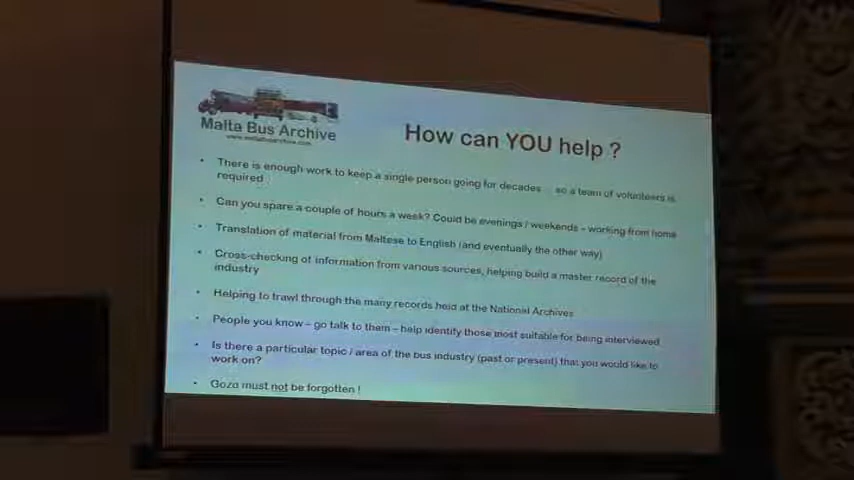 Malta Bus Archive
www.maltabusarchive.com
How can YOU help ?
• There is enough work to keep a single person going for decades ... so a team of volunteers is
required
• Can you spare a couple of hours a week? Could be evenings / weekends – working from home
• Translation of material from Maltese to English (and eventually the other way)
• Cross-checking of information from various sources, helping build a master record of the
industry
• Helping to trawl through the many records held at the National Archives
• People you know – go talk to them – help identify those most suitable for being interviewed
• Is there a particular topic / area of the bus industry (past or present) that you would like to
work on?
• Gozo must not be forgotten !